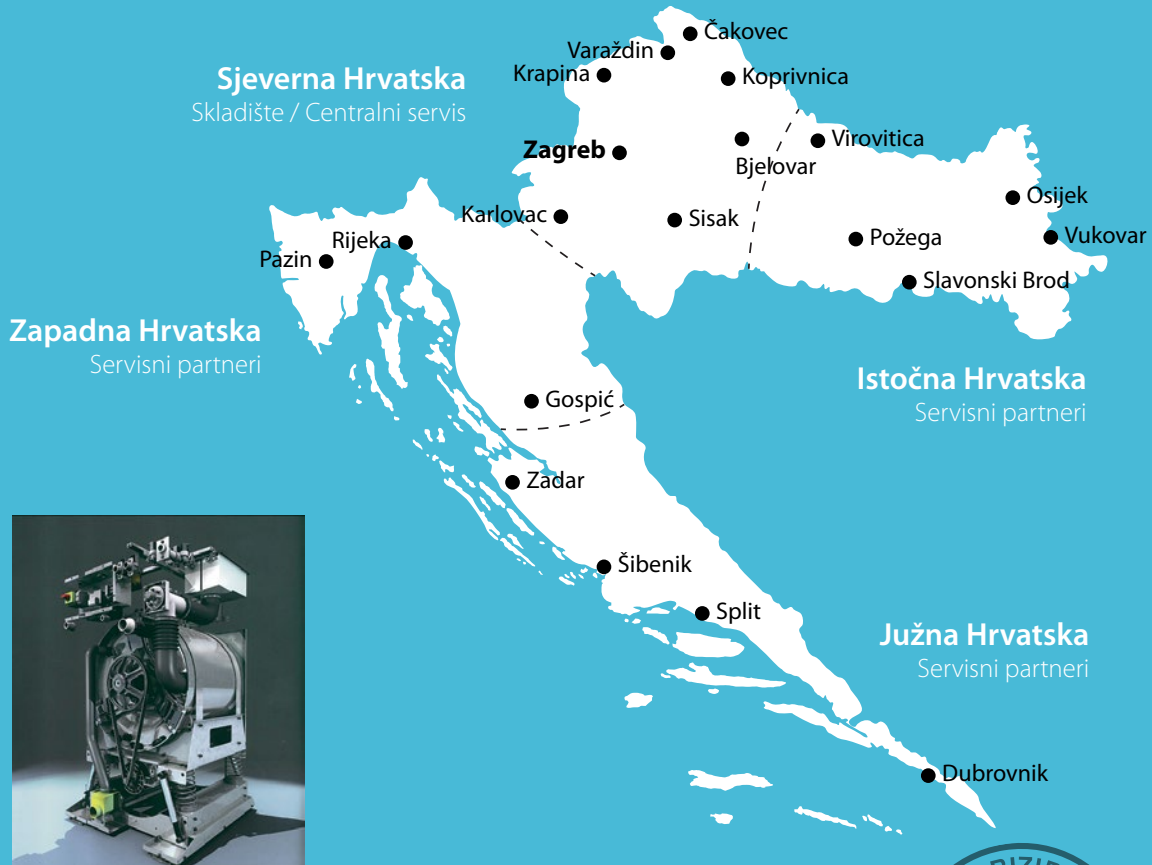 Čakovec
Varaždin
Krapina
Koprivnica
Sjeverna Hrvatska
Skladište / Centralni servis
Zagreb
Bjelovar
Virovitica
Osijek
Karlovac
Sisak
Požega
Vukovar
Rijeka
Pazin
Slavonski Brod
Zapadna Hrvatska
Servisni partneri
Istočna Hrvatska
Servisni partneri
Gospić
Zadar
Šibenik
Split
Južna Hrvatska
Servisni partneri
Dubrovnik